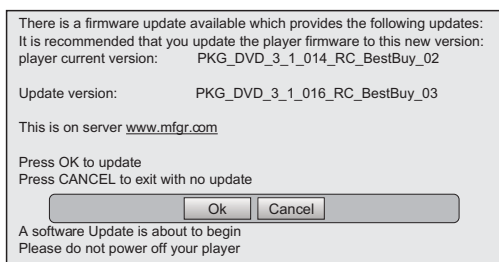 There is a firmware update available which provides the following updates:
It is recommended that you update the player firmware to this new version:
player current version: PKG_DVD_3_1_014_RC_BestBuy_02
Update version: PKG_DVD_3_1_016_RC_BestBuy_03
This is on server www.mfgr.com
Press OK to update
Press CANCEL to exit with no update
Ok Cancel
A software Update is about to begin
Please do not power off your player